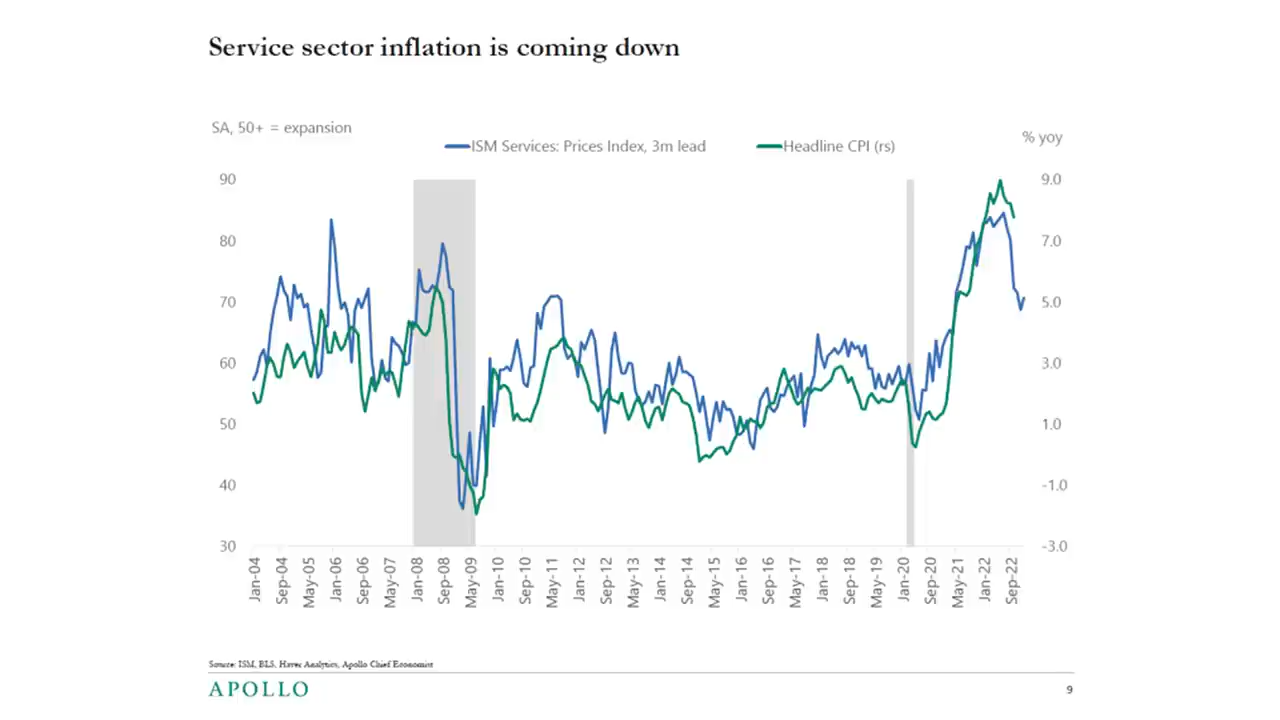 Service sector inflation is coming down
SA, 50+ = expansion
% yoy
ISM Services: Prices Index, 3m lead
Headline CPI (rs)
90
80
70
60
50
40
30
9.0
7.0
5.0
3.0
1.0
-1.0
-3.0
Jan-04
Sep-04
May-05
Jan-06
Sep-06
May-07
Jan-08
Sep-08
May-09
Jan-10
Sep-10
May-11
Jan-12
Sep-12
May-13
Jan-14
Sep-14
May-15
Jan-16
Sep-16
May-17
Jan-18
Sep-18
May-19
Jan-20
Sep-20
May-21
Jan-22
Sep-22
Source: ISM, BLS, Haver Analytics, Apollo Chief Economist
APOLLO
9